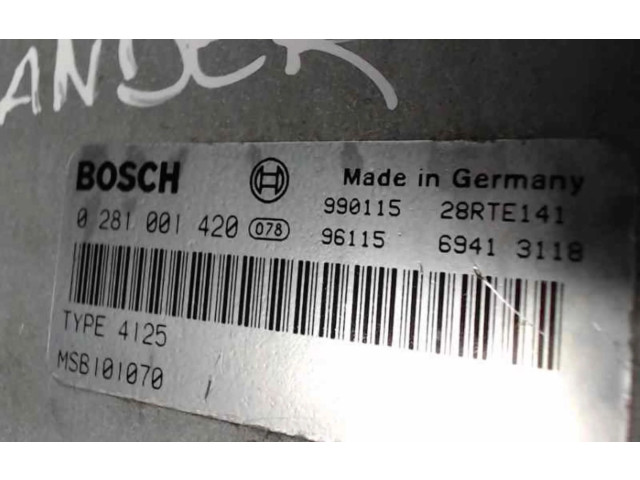 ANDER
BOSCH Made in Germany
0 281 001 420 078 990115 28RTE141
96115 6941 3118
TYPE 4125
MSB101070